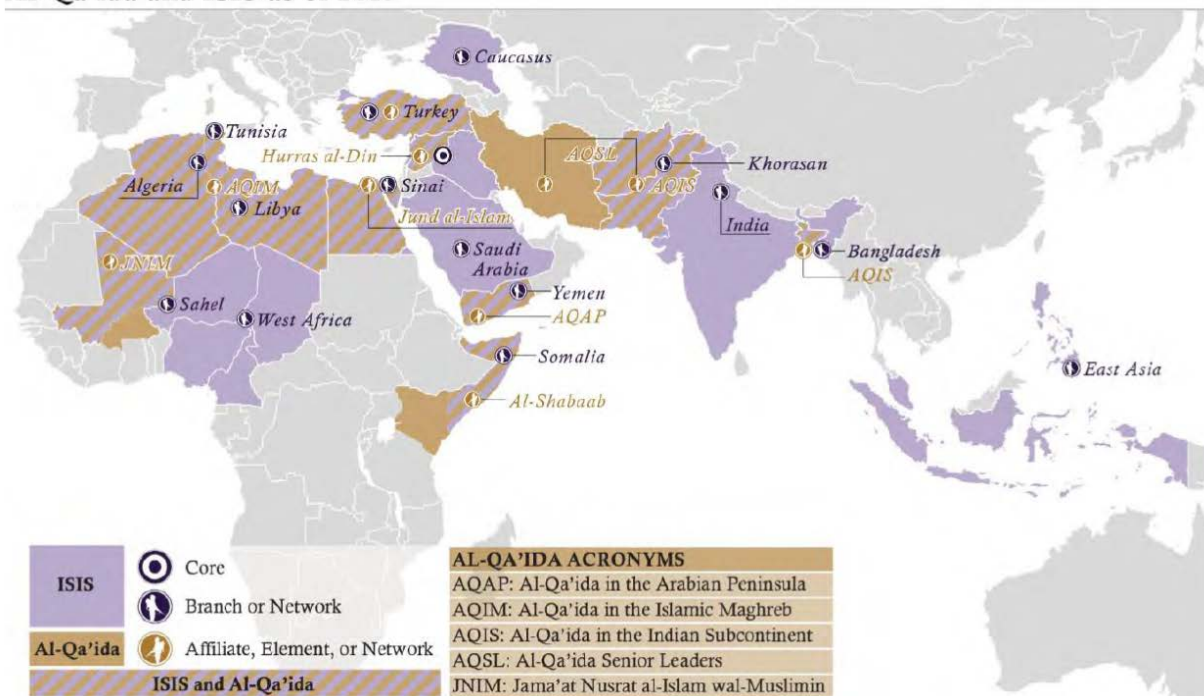 Caucasus
Turkey
Tunisia
Hurras al-Din
AQSL
Khorasan
Algeria
AQIM
Sinai
AQIS
Libya
Jund al-Islam
India
JNIM
Saudi
Arabia
Bangladesh
AQIS
Sahel
West Africa
Yemen
AQAP
Somalia
East Asia
Al-Shabaab
ISIS
Core
Branch or Network
Al-Qa'ida
Affiliate, Element, or Network
ISIS and Al-Qa'ida
AL-QA'IDA ACRONYMS
AQAP: Al-Qa'ida in the Arabian Peninsula
AQIM: Al-Qa'ida in the Islamic Maghreb
AQIS: Al-Qa'ida in the Indian Subcontinent
AQSL: Al-Qa'ida Senior Leaders
JNIM: Jama'at Nusrat al-Islam wal-Muslimin